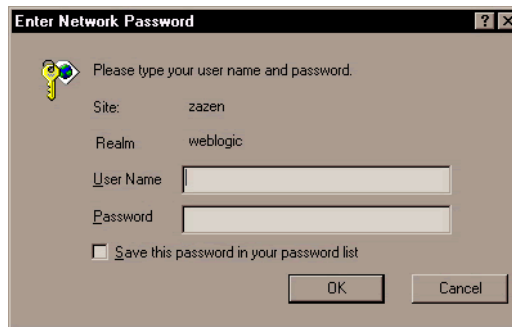 Enter Network Password
Please type your user name and password.
Site: zazen
Realm weblogic
User Name
Password
Save this password in your password list
OK Cancel